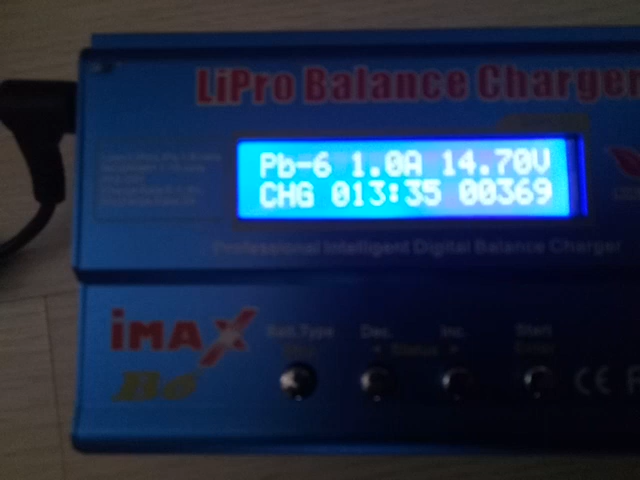 LiPro Balance Charger
Pb-6 1.0A 14.70V
CHG 013:35 00369
Professional Intelligent Digital Balance Charger
iMAX
B6
Batt.Type Dec. Inc. Start
Status Enter
CE